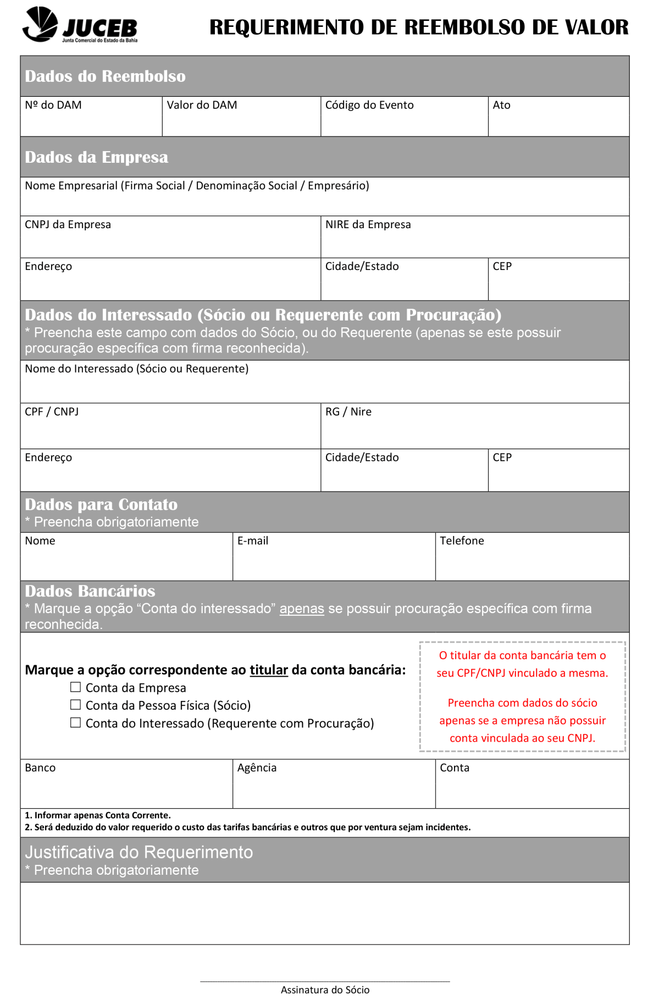 JUCEB
Junta Comercial do Estado da Bahia
REQUERIMENTO DE REEMBOLSO DE VALOR
Dados do Reembolso
Nº do DAM
Valor do DAM
Código do Evento
Ato
Dados da Empresa
Nome Empresarial (Firma Social / Denominação Social / Empresário)
CNPJ da Empresa
NIRE da Empresa
Endereço
Cidade/Estado
CEP
Dados do Interessado (Sócio ou Requerente com Procuração)
* Preencha este campo com dados do Sócio, ou do Requerente (apenas se este possuir
procuração específica com firma reconhecida).
Nome do Interessado (Sócio ou Requerente)
CPF / CNPJ
RG / Nire
Endereço
Cidade/Estado
CEP
Dados para Contato
* Preencha obrigatoriamente
Nome
E-mail
Telefone
Dados Bancários
* Marque a opção “Conta do interessado” apenas se possuir procuração específica com firma
reconhecida.
Marque a opção correspondente ao titular da conta bancária:
☐ Conta da Empresa
☐ Conta da Pessoa Física (Sócio)
☐ Conta do Interessado (Requerente com Procuração)
O titular da conta bancária tem o
seu CPF/CNPJ vinculado a mesma.
Preencha com dados do sócio
apenas se a empresa não possuir
conta vinculada ao seu CNPJ.
Banco
Agência
Conta
1. Informar apenas Conta Corrente.
2. Será deduzido do valor requerido o custo das tarifas bancárias e outros que por ventura sejam incidentes.
Justificativa do Requerimento
* Preencha obrigatoriamente
Assinatura do Sócio